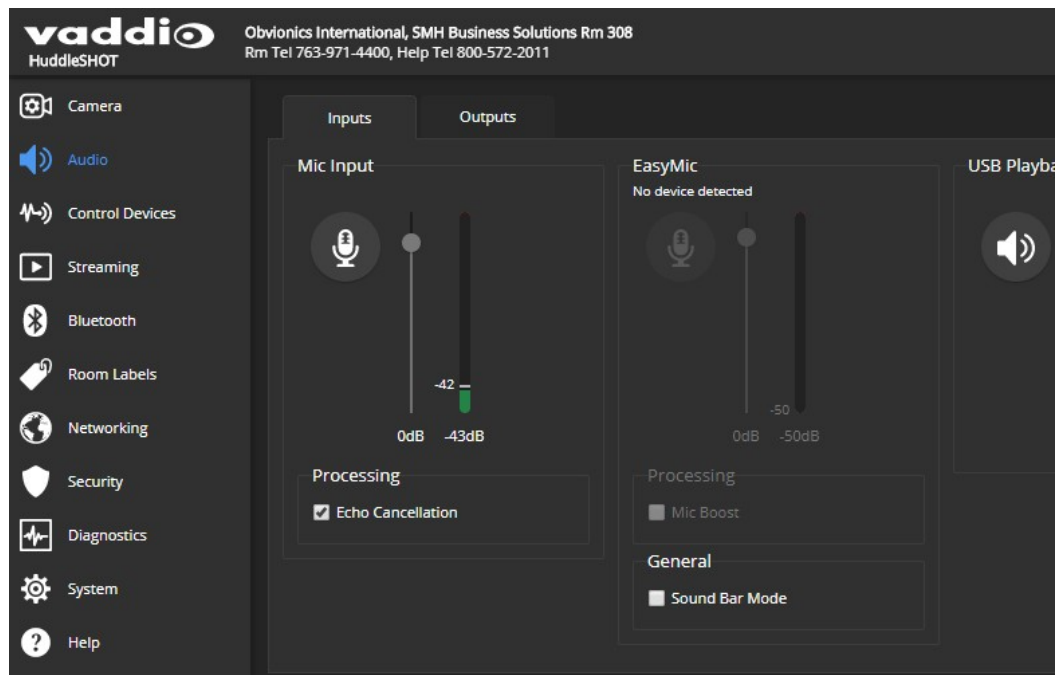 vaddio
HuddleSHOT
Obvionics International, SMH Business Solutions Rm 308
Rm Tel 763-971-4400, Help Tel 800-572-2011
Camera
Audio
Control Devices
Streaming
Bluetooth
Room Labels
Networking
Security
Diagnostics
System
? Help
Inputs Outputs
Mic Input
-42
0dB -43dB
Processing
Echo Cancellation
EasyMic
No device detected
-50
0dB -50dB
Processing
Mic Boost
General
Sound Bar Mode
USB Playba